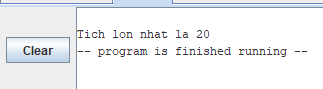 Tich lon nhat la 20
Clear
-- program is finished running --